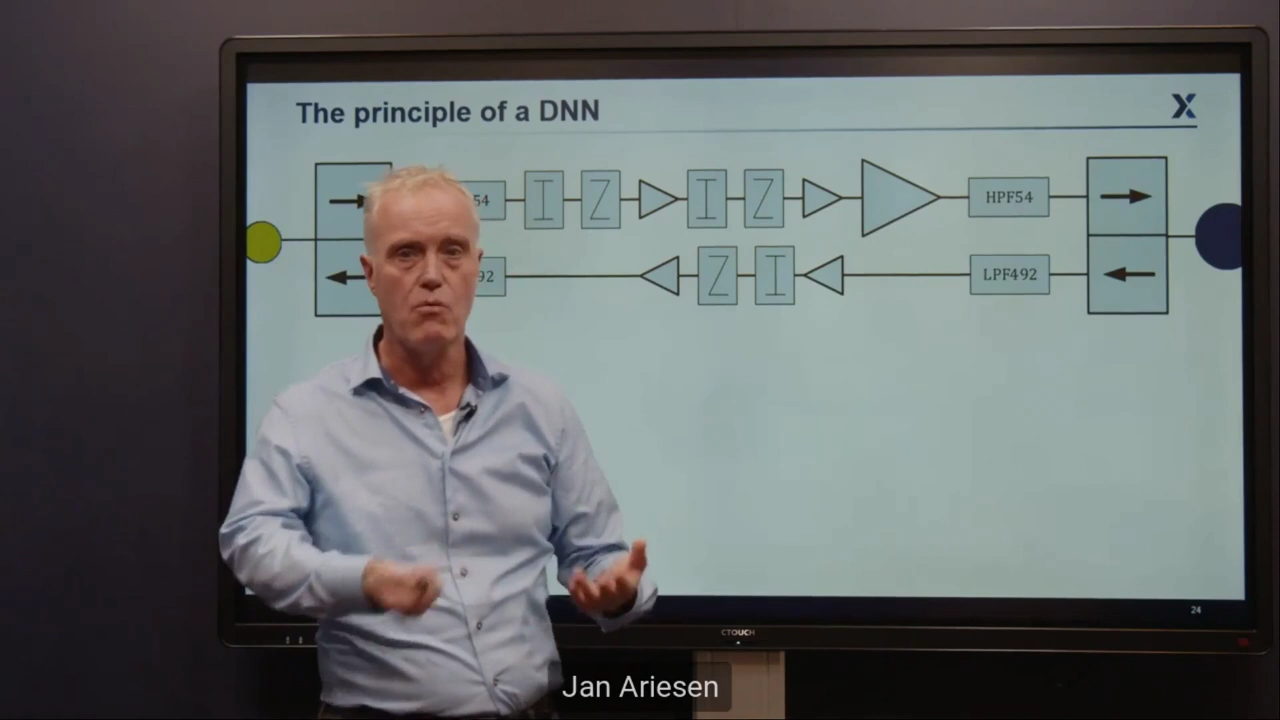 The principle of a DNN
54
HPF54
92
LPF492
24
CTOUCH
Jan Ariesen